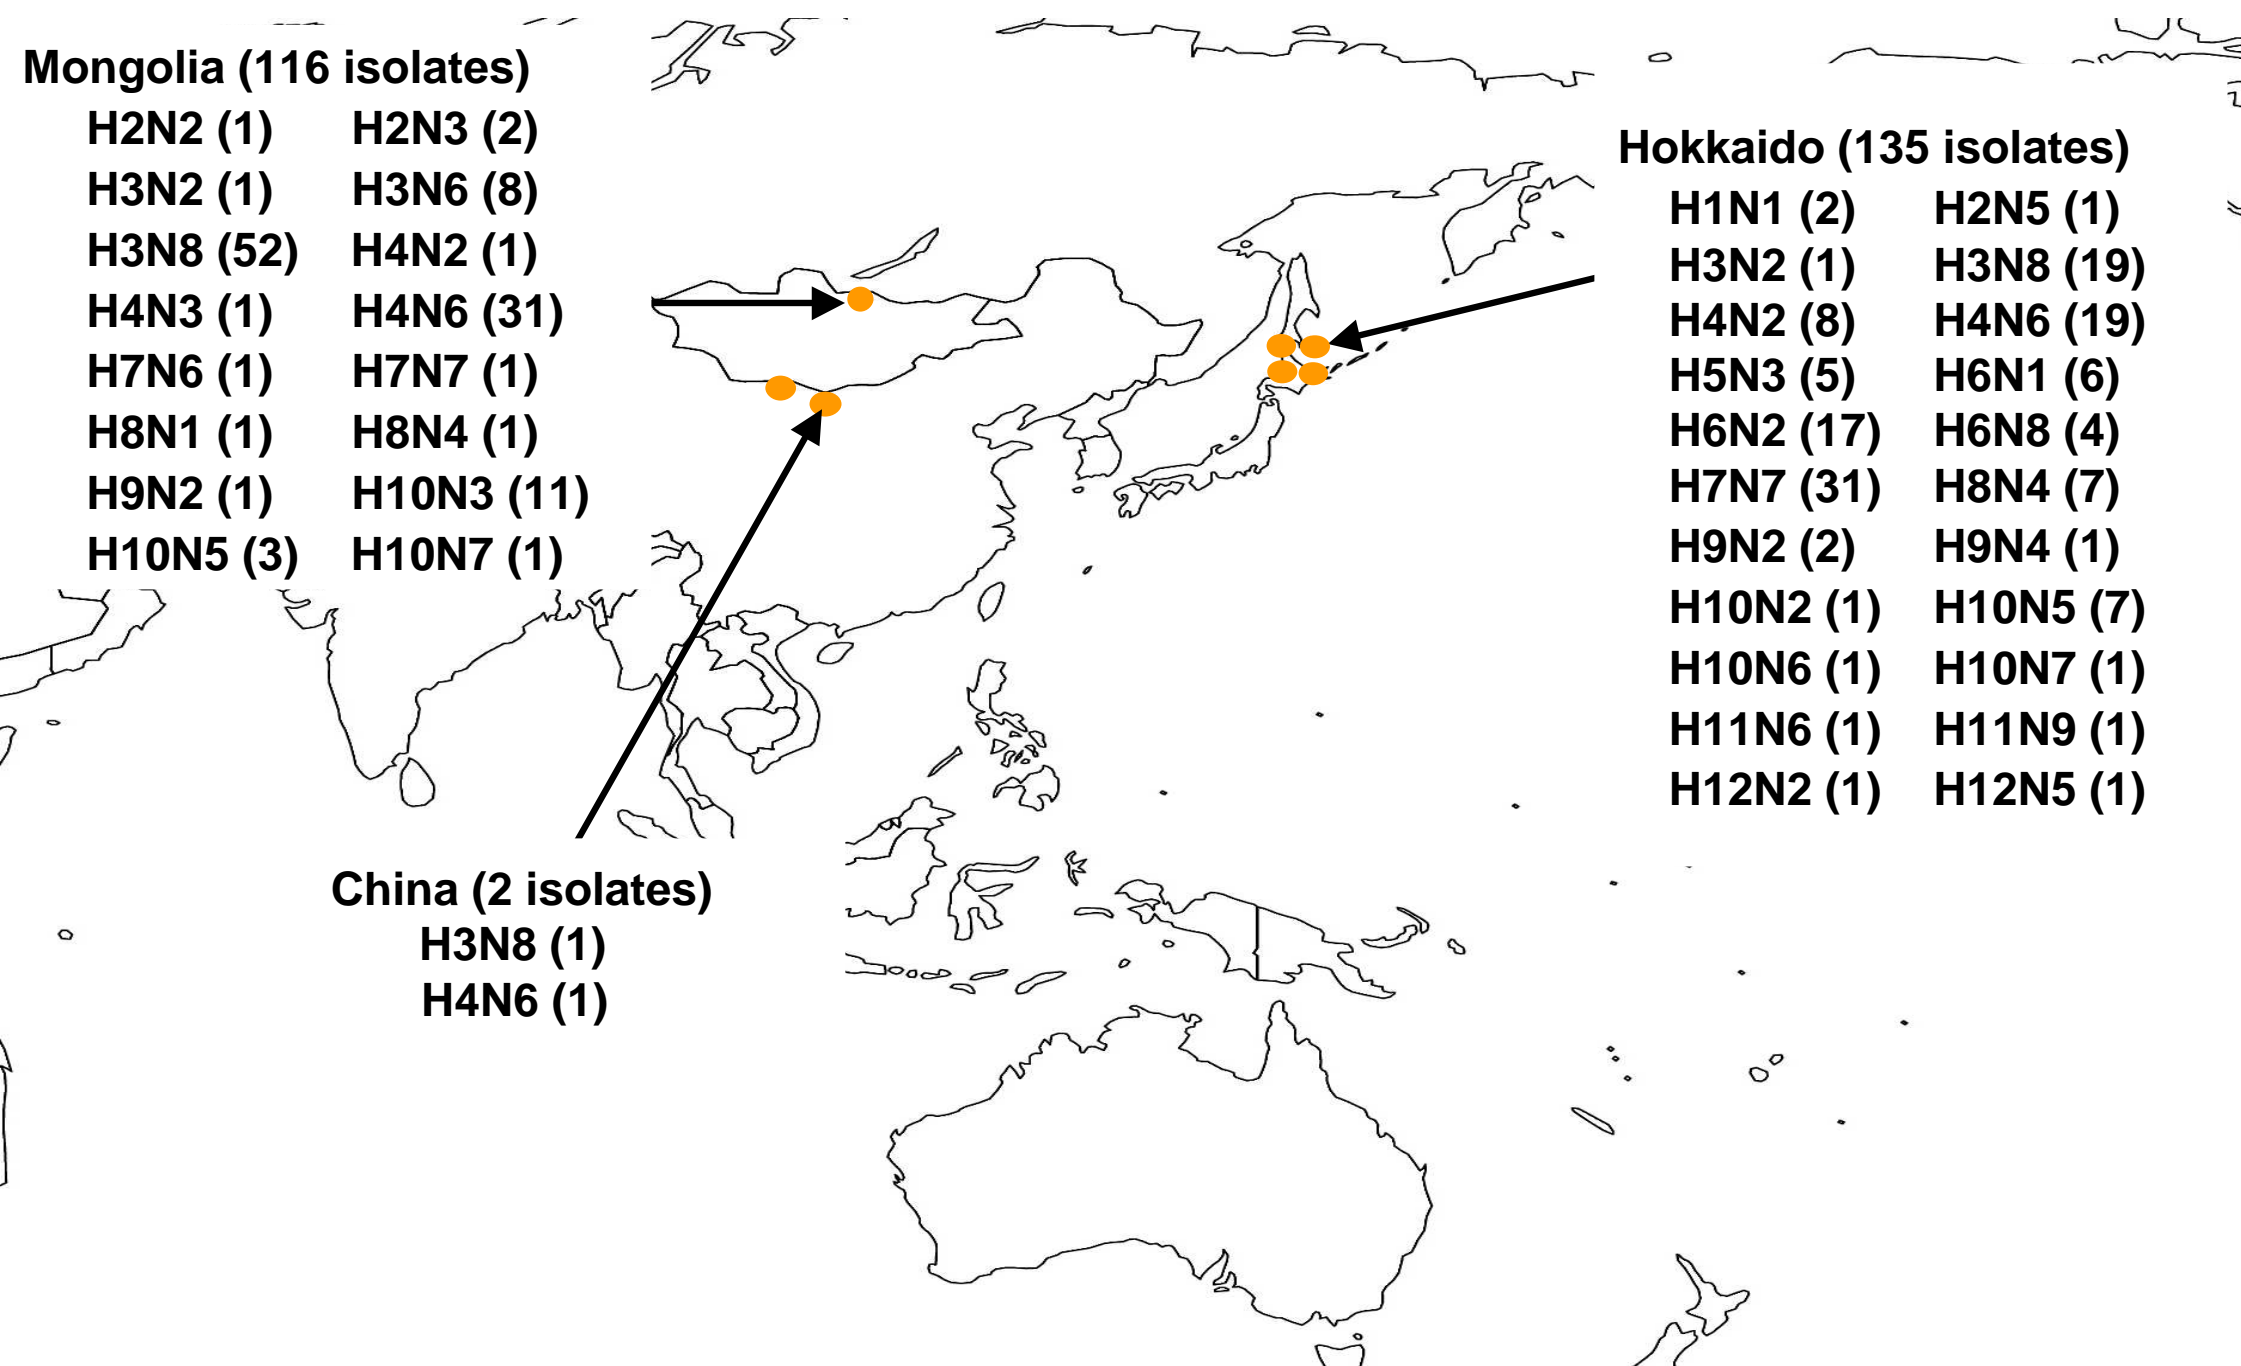 Mongolia (116 isolates)
H2N2 (1) H2N3 (2)
H3N2 (1) H3N6 (8)
H3N8 (52) H4N2 (1)
H4N3 (1) H4N6 (31)
H7N6 (1) H7N7 (1)
H8N1 (1) H8N4 (1)
H9N2 (1) H10N3 (11)
H10N5 (3) H10N7 (1)
Hokkaido (135 isolates)
H1N1 (2) H2N5 (1)
H3N2 (1) H3N8 (19)
H4N2 (8) H4N6 (19)
H5N3 (5) H6N1 (6)
H6N2 (17) H6N8 (4)
H7N7 (31) H8N4 (7)
H9N2 (2) H9N4 (1)
H10N2 (1) H10N5 (7)
H10N6 (1) H10N7 (1)
H11N6 (1) H11N9 (1)
H12N2 (1) H12N5 (1)
China (2 isolates)
H3N8 (1)
H4N6 (1)